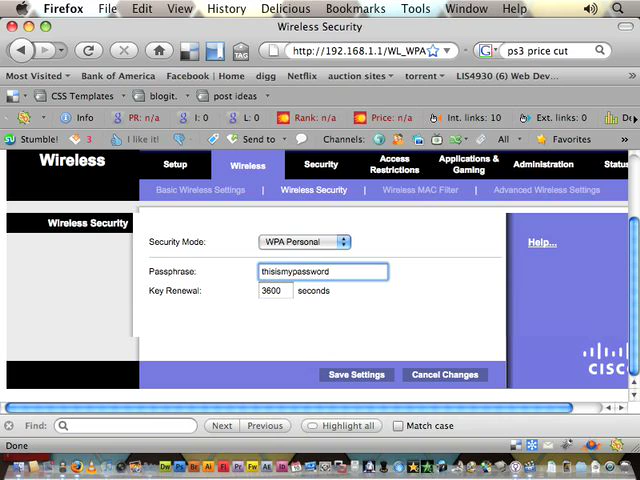 Firefox File Edit View History Delicious Bookmarks Tools Window Help
Wireless Security
http://192.168.1.1/WL_WPA ps3 price cut
Most Visited Bank of America Facebook | Home digg Netflix auction sites torrent LIS4930 (6) Web Dev...
CSS Templates blogit. post ideas
Info PR: n/a I: 0 L: 0 Rank: n/a Price: n/a Int. links: 10 Ext. links: 0 De
Stumble! 3 I like it! Send to All Favorites
Wireless Setup Wireless Security Access Restrictions Applications & Gaming Administration Status
Basic Wireless Settings | Wireless Security | Wireless MAC Filter | Advanced Wireless Settings
Wireless Security
Security Mode: WPA Personal
Help...
Passphrase: thisismypassword
Key Renewal: 3600 seconds
CISC
Save Settings Cancel Changes
Find: Next Previous Highlight all Match case
Done